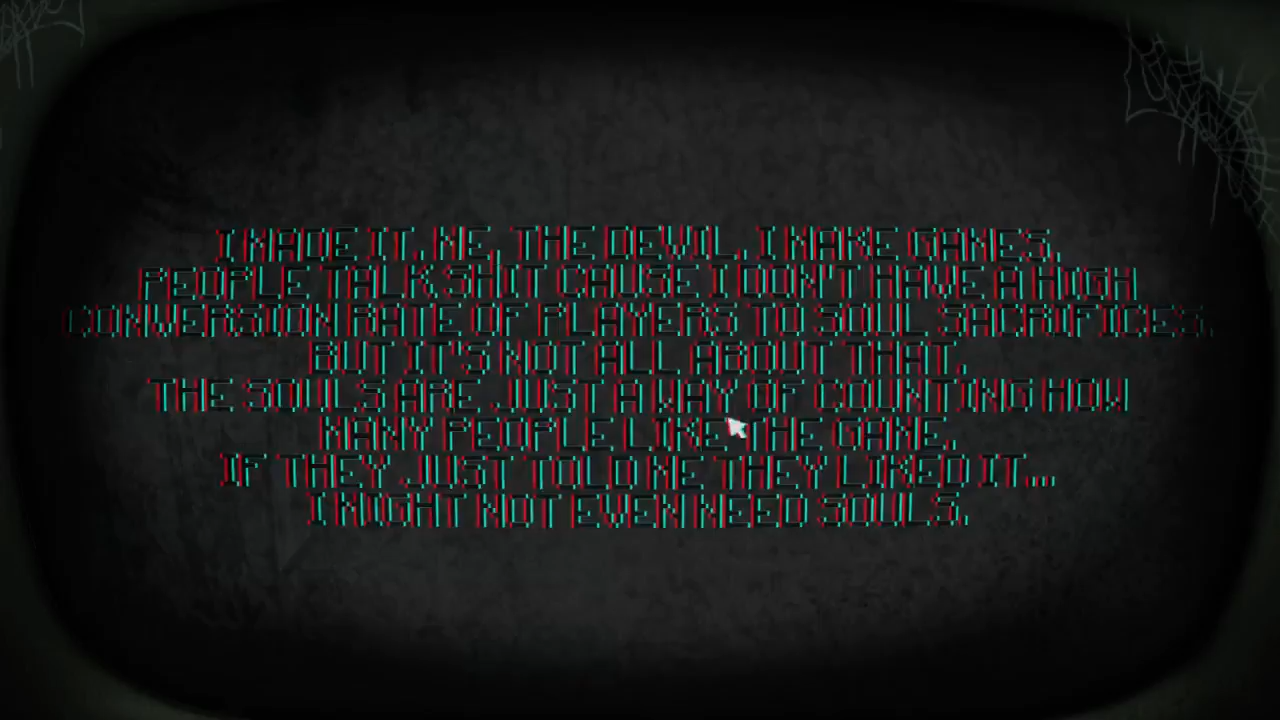 I MADE IT. ME, THE DEVIL. I MAKE GAMES.
PEOPLE TALK SHIT CAUSE I DON'T HAVE A HIGH
CONVERSION RATE OF PLAYERS TO SOUL SACRIFICES.
BUT IT'S NOT ALL ABOUT THAT.
THE SOULS ARE JUST A WAY OF COUNTING HOW
MANY PEOPLE LIKE THE GAME.
IF THEY JUST TOLD ME THEY LIKED IT...
I MIGHT NOT EVEN NEED SOULS.